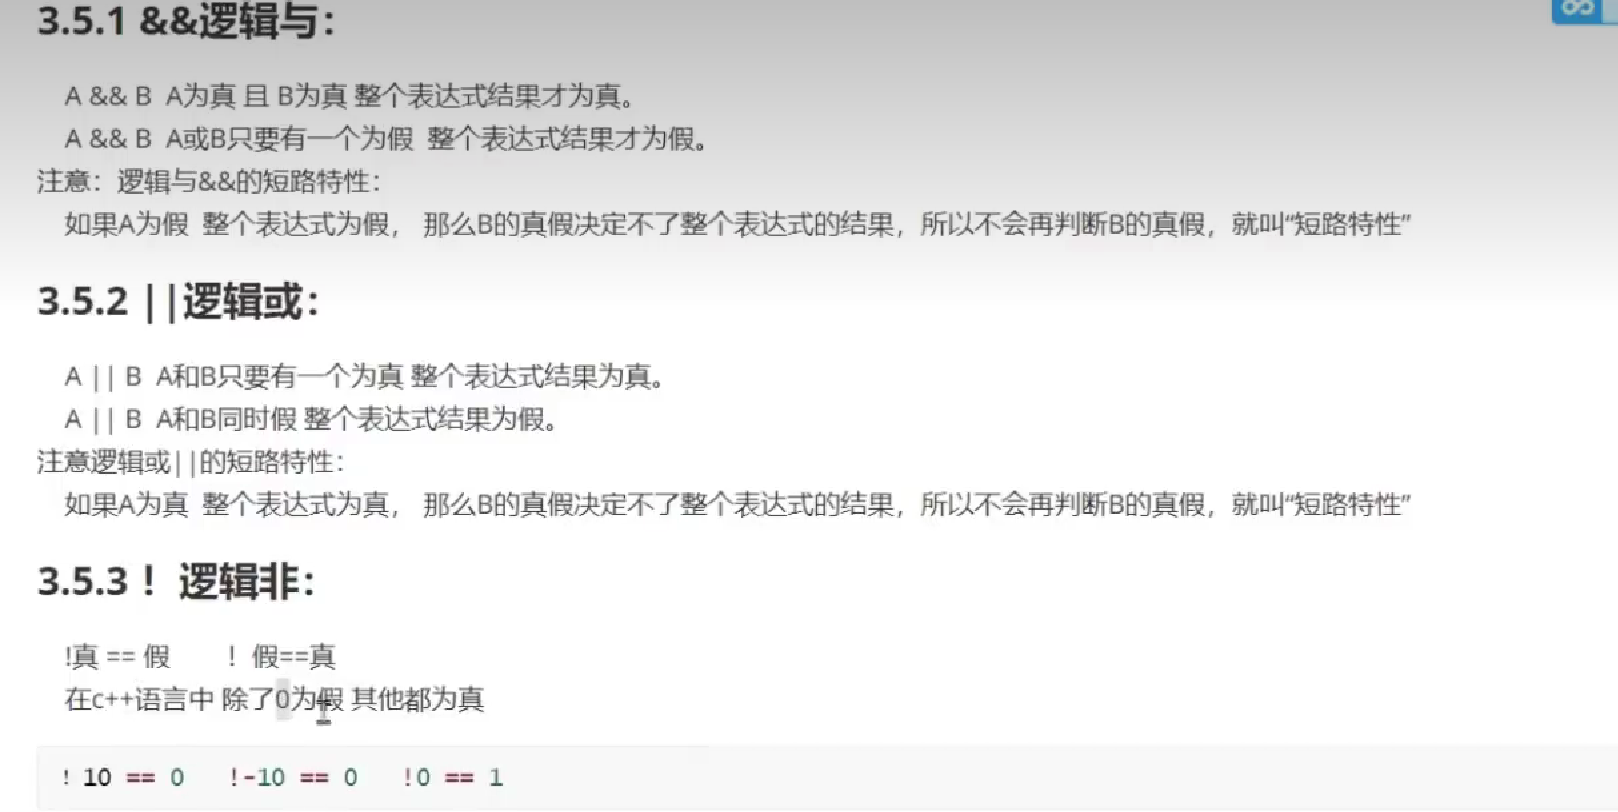 3.5.1 &&逻辑与：
A && B A为真 且 B为真 整个表达式结果才为真。
A && B A或B只要有一个为假 整个表达式结果才为假。
注意：逻辑与&&的短路特性：
如果A为假 整个表达式为假， 那么B的真假决定不了整个表达式的结果，所以不会再判断B的真假，就叫“短路特性”
3.5.2 ||逻辑或：
A || B A和B只要有一个为真 整个表达式结果为真。
A || B A和B同时假 整个表达式结果为假。
注意逻辑或||的短路特性：
如果A为真 整个表达式为真， 那么B的真假决定不了整个表达式的结果，所以不会再判断B的真假，就叫“短路特性”
3.5.3！ 逻辑非：
!真 == 假 ！假==真
在c++语言中 除了0为假 其他都为真
! 10 == 0 !-10 == 0 !0 == 1